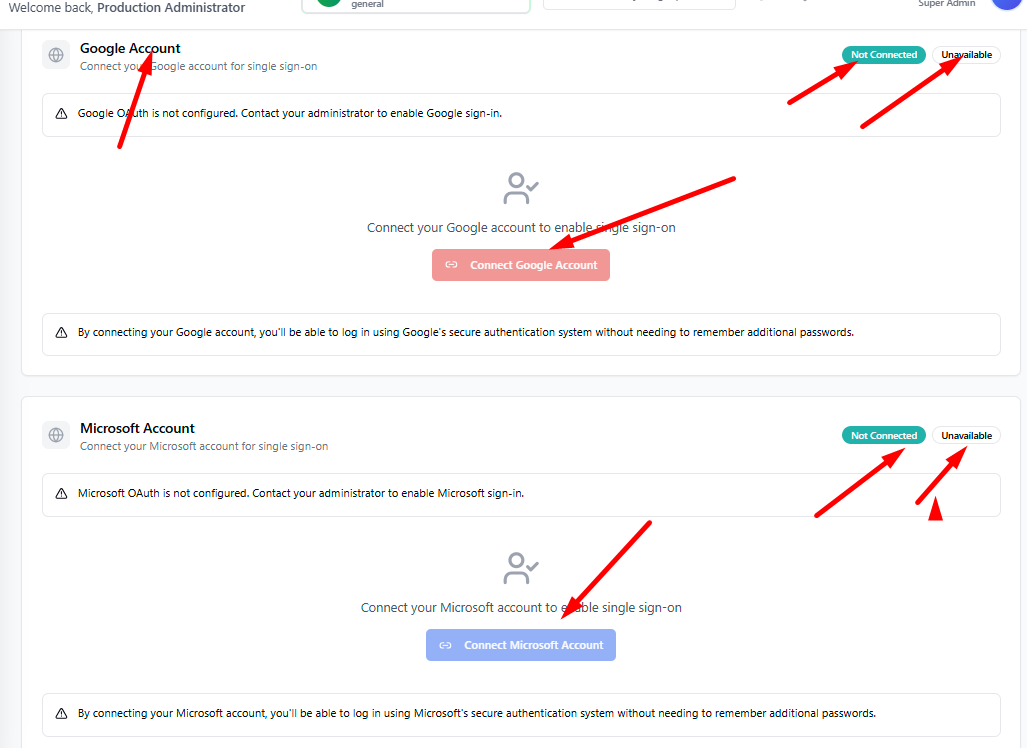 Welcome back, Production Administrator
general
Super Admin
Google Account
Connect your Google account for single sign-on
Not Connected
Unavailable
Google OAuth is not configured. Contact your administrator to enable Google sign-in.
Connect your Google account to enable single sign-on
Connect Google Account
By connecting your Google account, you'll be able to log in using Google's secure authentication system without needing to remember additional passwords.
Microsoft Account
Connect your Microsoft account for single sign-on
Not Connected
Unavailable
Microsoft OAuth is not configured. Contact your administrator to enable Microsoft sign-in.
Connect your Microsoft account to enable single sign-on
Connect Microsoft Account
By connecting your Microsoft account, you'll be able to log in using Microsoft's secure authentication system without needing to remember additional passwords.